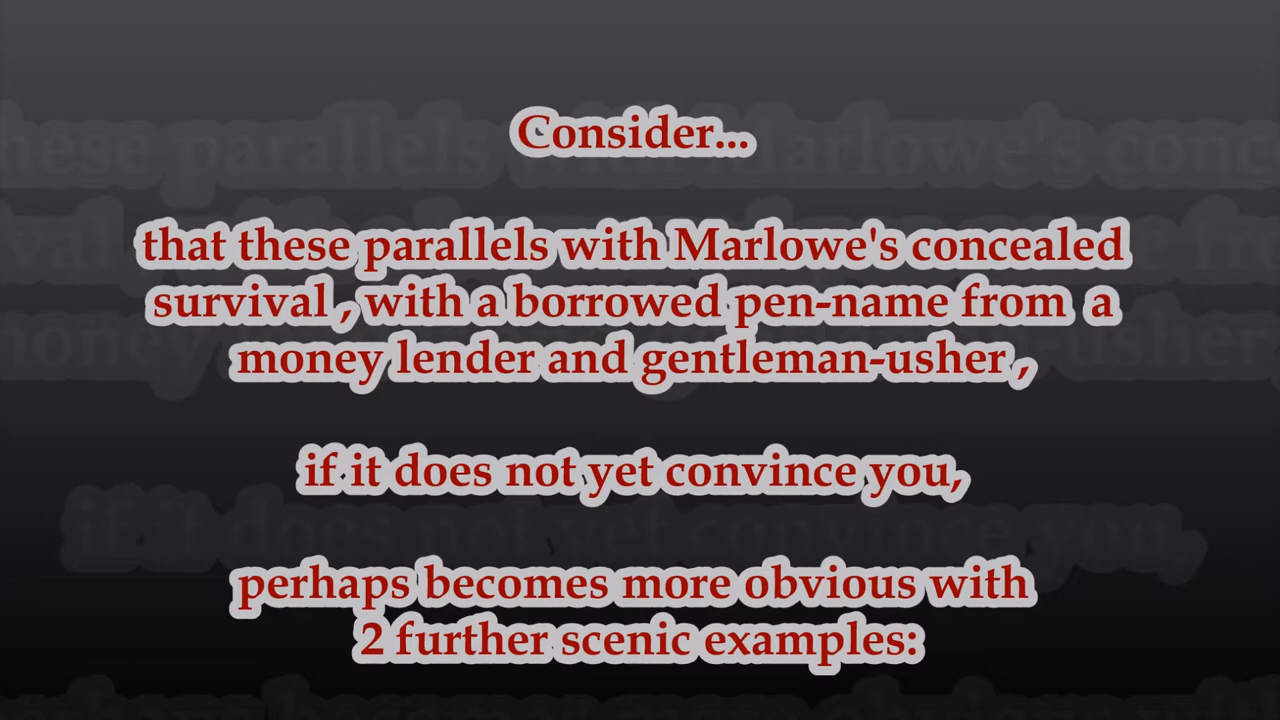 Consider...
that these parallels with Marlowe's concealed
survival , with a borrowed pen-name from a
money lender and gentleman-usher ,
if it does not yet convince you,
perhaps becomes more obvious with
2 further scenic examples: